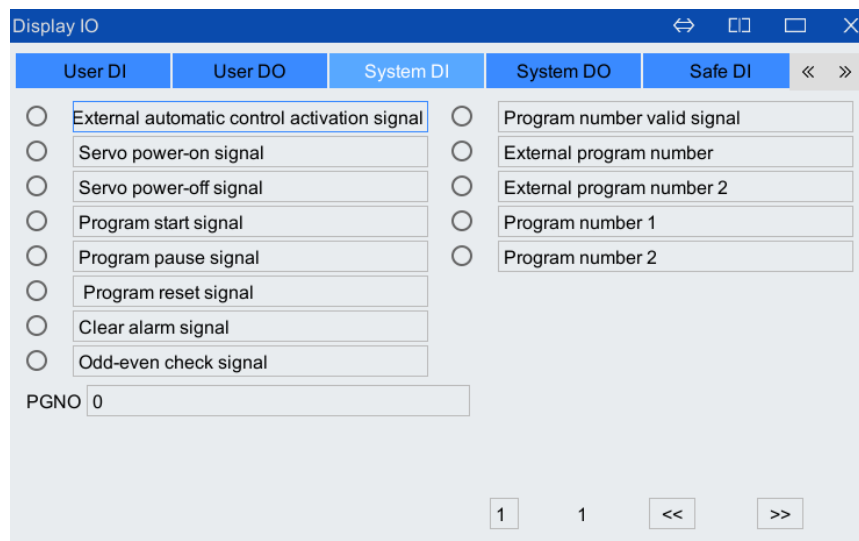 Display IO
User DI User DO System DI System DO Safe DI « »
External automatic control activation signal
Servo power-on signal
Servo power-off signal
Program start signal
Program pause signal
Program reset signal
Clear alarm signal
Odd-even check signal
Program number valid signal
External program number
External program number 2
Program number 1
Program number 2
PGNO 0
1 1 << >>